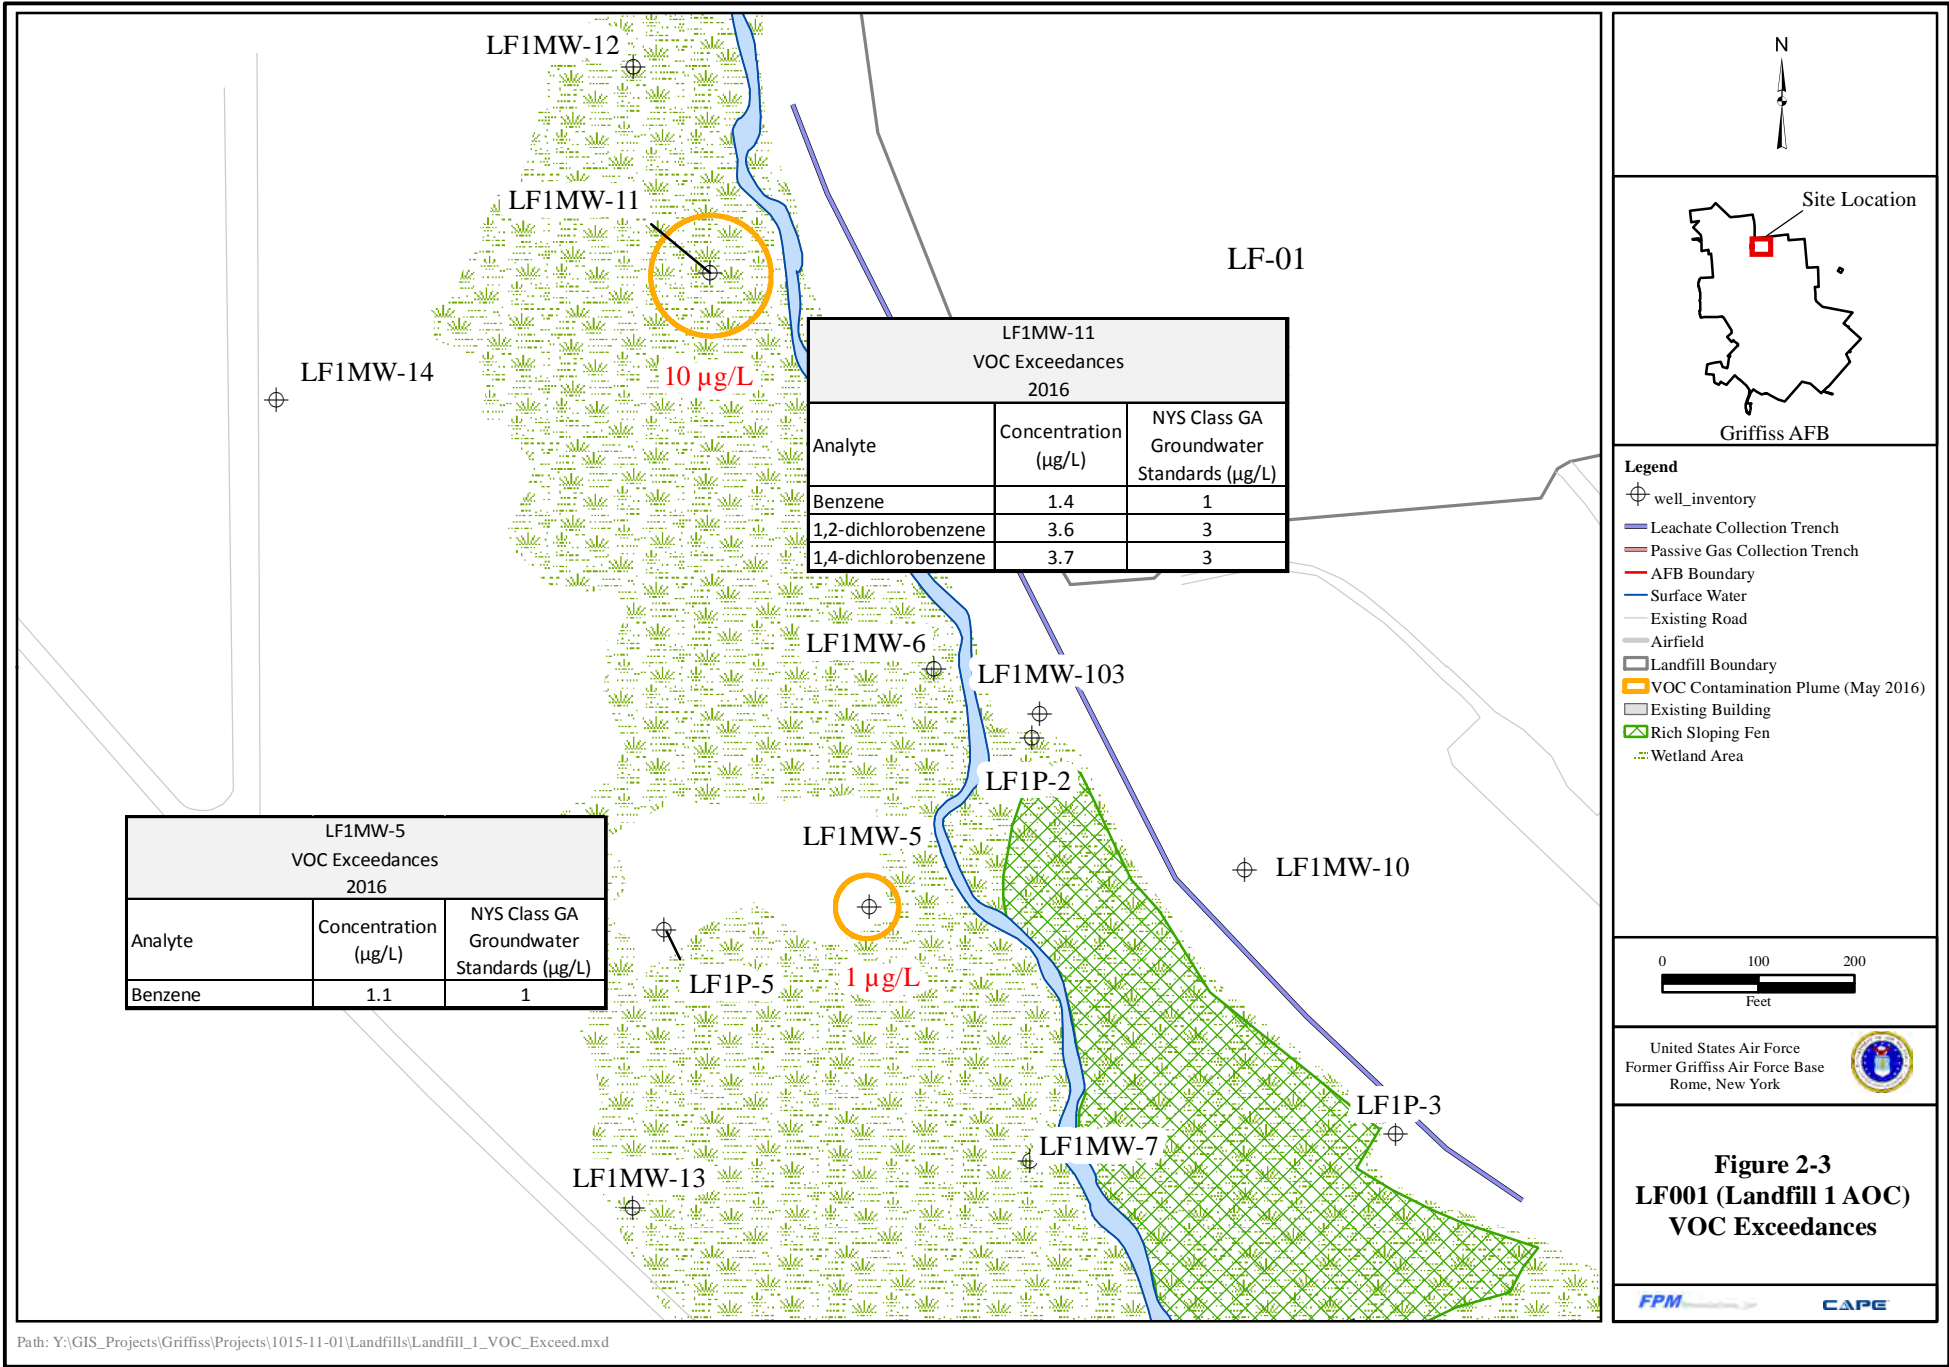 LF1MW-12
LF1MW-11
10 µg/L
LF-01
LF1MW-14
LF1MW-11
VOC Exceedances
2016
Analyte Concentration (µg/L) NYS Class GA Groundwater Standards (µg/L)
Benzene 1.4 1
1,2-dichlorobenzene 3.6 3
1,4-dichlorobenzene 3.7 3
LF1MW-6
LF1MW-103
LF1P-2
LF1MW-5
LF1MW-10
LF1MW-5
VOC Exceedances
2016
Analyte Concentration (µg/L) NYS Class GA Groundwater Standards (µg/L)
Benzene 1.1 1
LF1P-5
1 µg/L
LF1P-3
LF1MW-7
LF1MW-13
N
Site Location
Griffiss AFB
Legend
well_inventory
Leachate Collection Trench
Passive Gas Collection Trench
AFB Boundary
Surface Water
Existing Road
Airfield
Landfill Boundary
VOC Contamination Plume (May 2016)
Existing Building
Rich Sloping Fen
Wetland Area
0 100 200
Feet
United States Air Force
Former Griffiss Air Force Base
Rome, New York
Figure 2-3
LF001 (Landfill 1 AOC)
VOC Exceedances
FPM
CAPE
Path: Y:\GIS_Projects\Griffiss\Projects\1015-11-01\Landfills\Landfill_1_VOC_Exceed.mxd